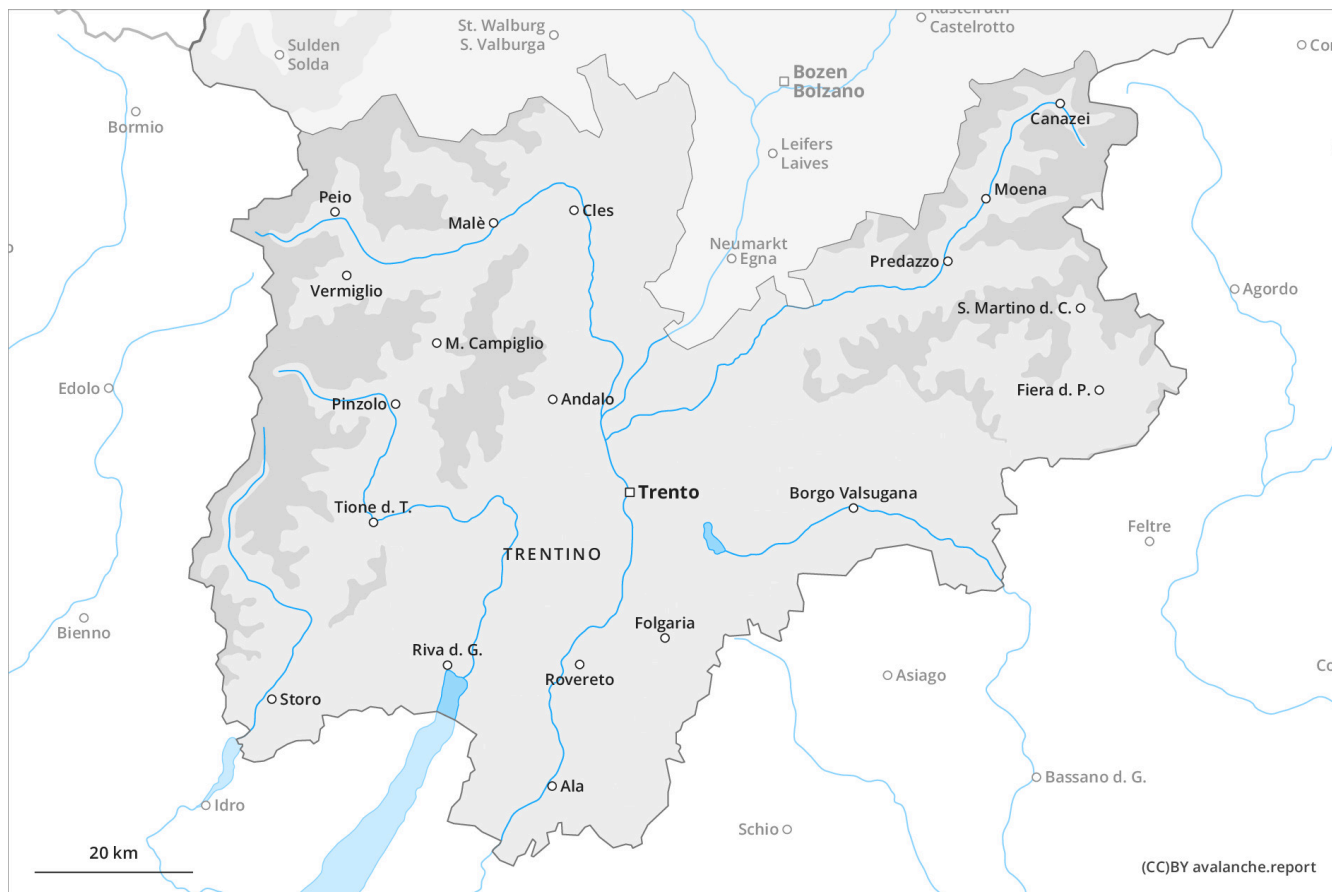 Kastelruth
Castelrotto
St. Walburg
S. Valburga
Sulden
Solda
Bozen
Bolzano
Bormio
Canazei
Leifers
Laives
Moena
Peio
Malè
Cles
Neumarkt
Egna
Predazzo
Vermiglio
Agordo
S. Martino d. C.
M. Campiglio
Edolo
Fiera d. P.
Pinzolo
Andalo
Trento
Borgo Valsugana
Tione d. T.
Feltre
TRENTINO
Bienno
Folgaria
Riva d. G.
Rovereto
Asiago
Storo
Ala
Bassano d. G.
Idro
Schio
20 km
(CC)BY avalanche.report